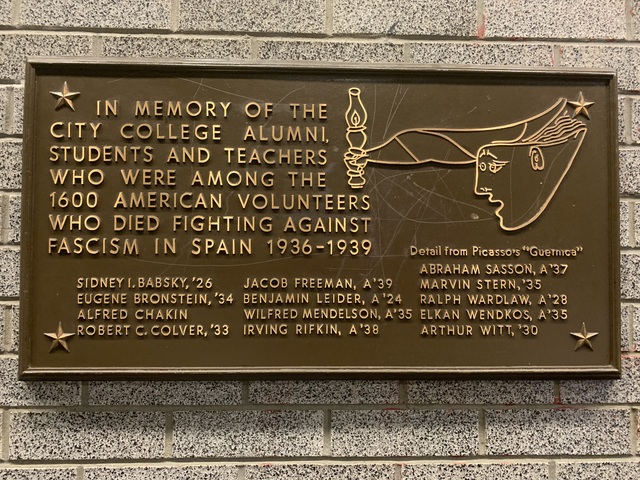 IN MEMORY OF THE
CITY COLLEGE ALUMNI,
STUDENTS AND TEACHERS
WHO WERE AMONG THE
1600 AMERICAN VOLUNTEERS
WHO DIED FIGHTING AGAINST
FASCISM IN SPAIN 1936-1939
Detail from Picasso's "Guernica"
SIDNEY I. BABSKY, '26
EUGENE BRONSTEIN, '34
ALFRED CHAKIN
ROBERT C. COLVER, '33
JACOB FREEMAN, A'39
BENJAMIN LEIDER, A'24
WILFRED MENDELSON, A'35
IRVING RIFKIN, A'38
ABRAHAM SASSON, A'37
MARVIN STERN, '35
RALPH WARDLAW, A'28
ELKAN WENDKOS, A'35
ARTHUR WITT, '30